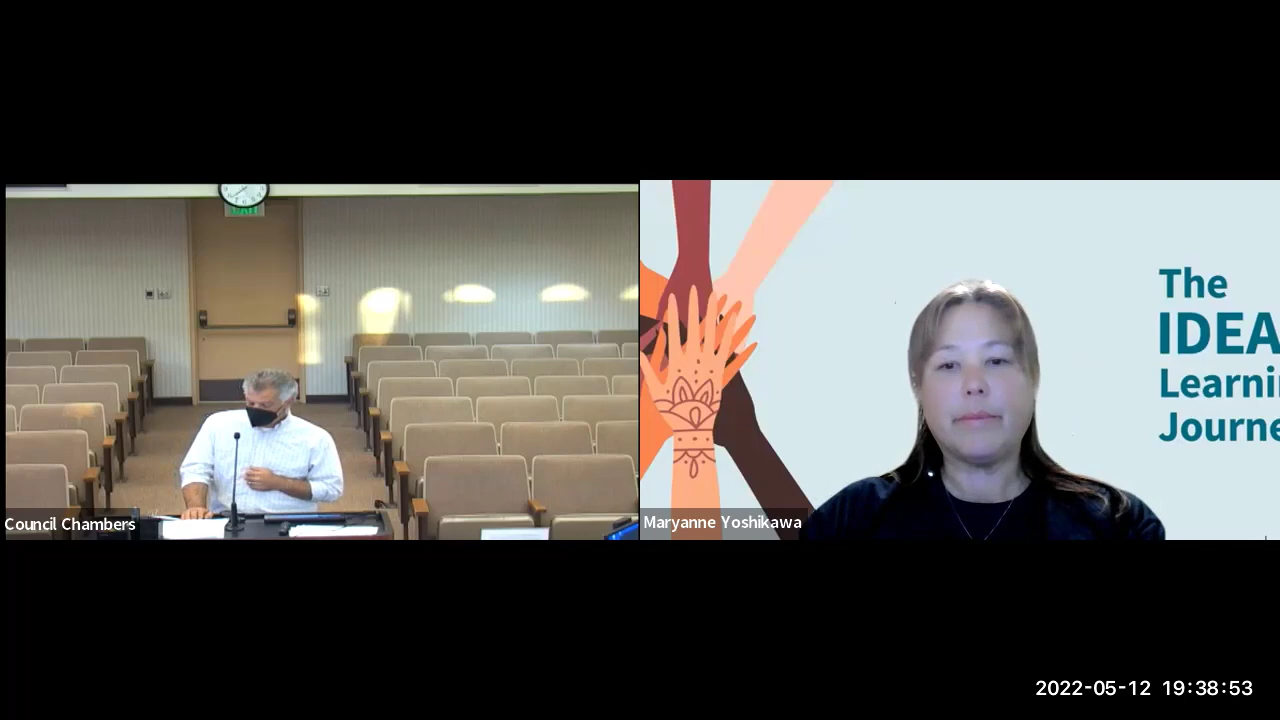 EXIT
Council Chambers
The
IDEA
Learnin
Journe
Maryanne Yoshikawa
2022-05-12 19:38:53